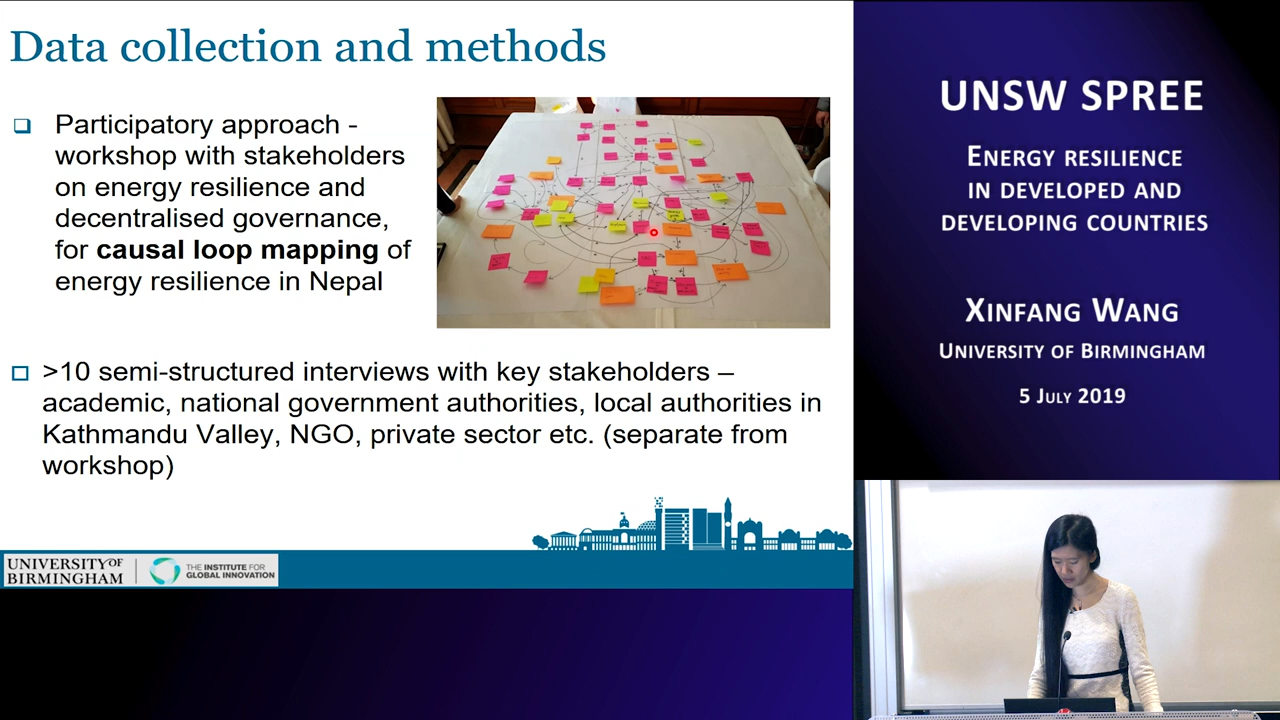 Data collection and methods
Participatory approach -
workshop with stakeholders
on energy resilience and
decentralised governance,
for causal loop mapping of
energy resilience in Nepal
>10 semi-structured interviews with key stakeholders –
academic, national government authorities, local authorities in
Kathmandu Valley, NGO, private sector etc. (separate from
workshop)
UNIVERSITY OF
BIRMINGHAM
THE INSTITUTE FOR
GLOBAL INNOVATION
UNSW SPREE
ENERGY RESILIENCE
IN DEVELOPED AND
DEVELOPING COUNTRIES
XINFANG WANG
UNIVERSITY OF BIRMINGHAM
5 JULY 2019